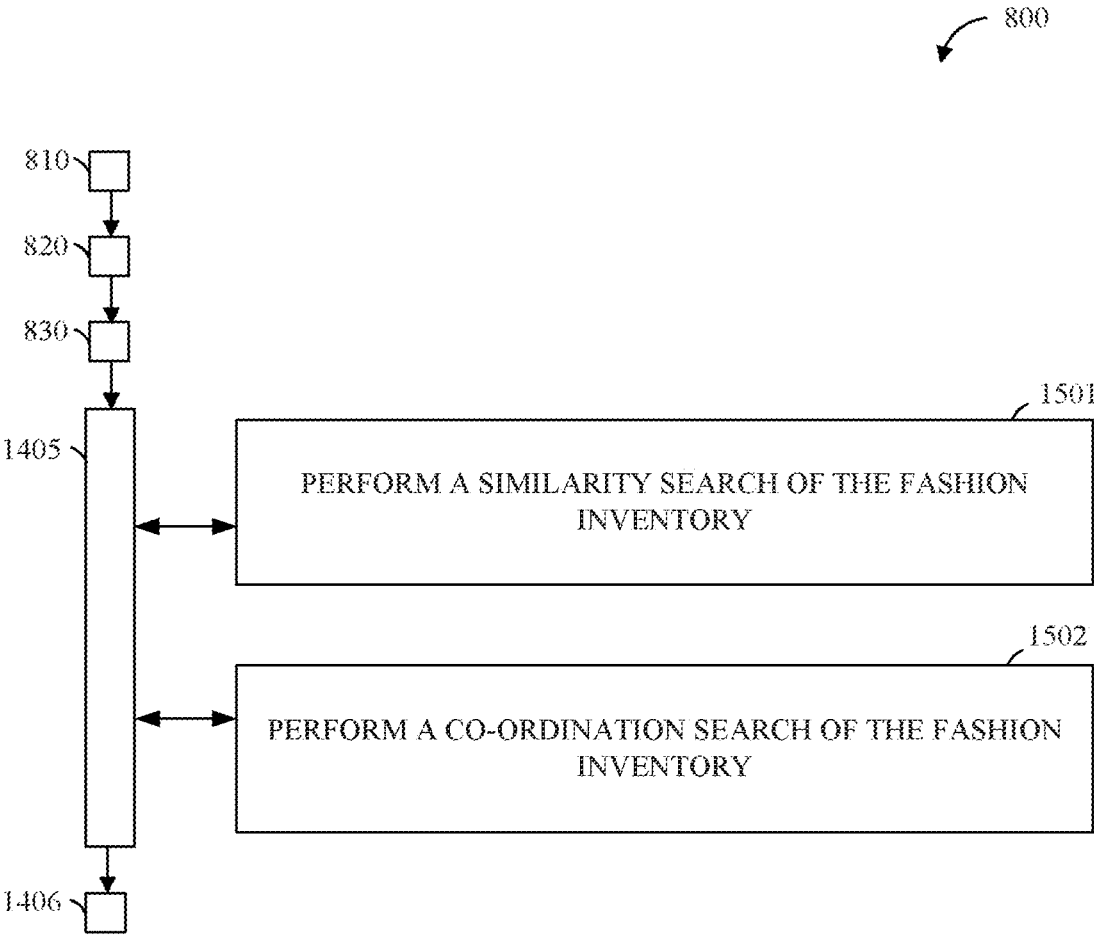 800
810
820
830
1501
1405
PERFORM A SIMILARITY SEARCH OF THE FASHION
INVENTORY
1502
PERFORM A CO-ORDINATION SEARCH OF THE FASHION
INVENTORY
1406